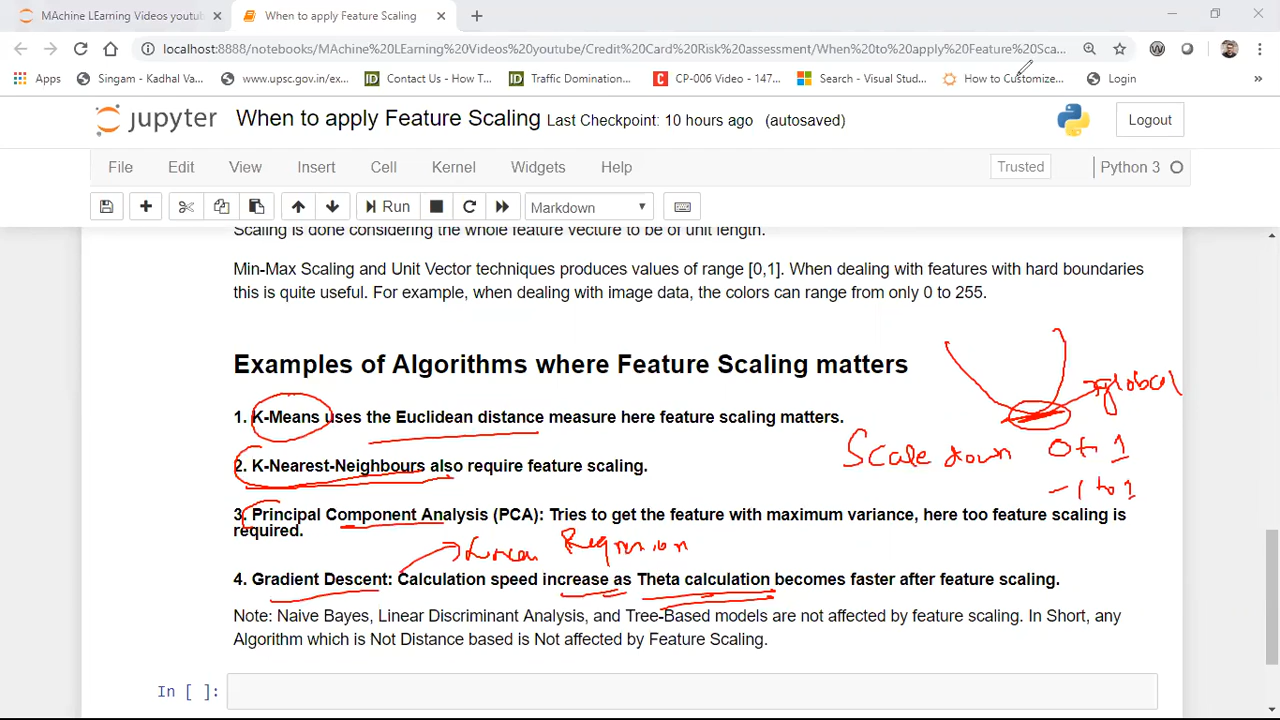 MAchine LEarning Videos youtub
When to apply Feature Scaling
localhost:8888/notebooks/MAchine%20LEarning%20Videos%20youtube/Credit%20Card%20Risk%20assessment/When%20to%20apply%20Feature%20Sca...
Apps Singam - Kadhal Va... www.upsc.gov.in/ex... Contact Us - How T... Traffic Domination... CP-006 Video - 147... Search - Visual Stud... How to Customize... Login »
jupyter When to apply Feature Scaling Last Checkpoint: 10 hours ago (autosaved) Logout
File Edit View Insert Cell Kernel Widgets Help Trusted Python 3
Run Markdown
Scaling is done considering the whole feature vecture to be of unit length.
Min-Max Scaling and Unit Vector techniques produces values of range [0,1]. When dealing with features with hard boundaries
this is quite useful. For example, when dealing with image data, the colors can range from only 0 to 255.
Examples of Algorithms where Feature Scaling matters
global
1. K-Means uses the Euclidean distance measure here feature scaling matters.
Scale down 0 to 1
2. K-Nearest-Neighbours also require feature scaling.
-1 to 1
3. Principal Component Analysis (PCA): Tries to get the feature with maximum variance, here too feature scaling is
required.
Linear Regression
4. Gradient Descent: Calculation speed increase as Theta calculation becomes faster after feature scaling.
Note: Naive Bayes, Linear Discriminant Analysis, and Tree-Based models are not affected by feature scaling. In Short, any
Algorithm which is Not Distance based is Not affected by Feature Scaling.
In [ ]: